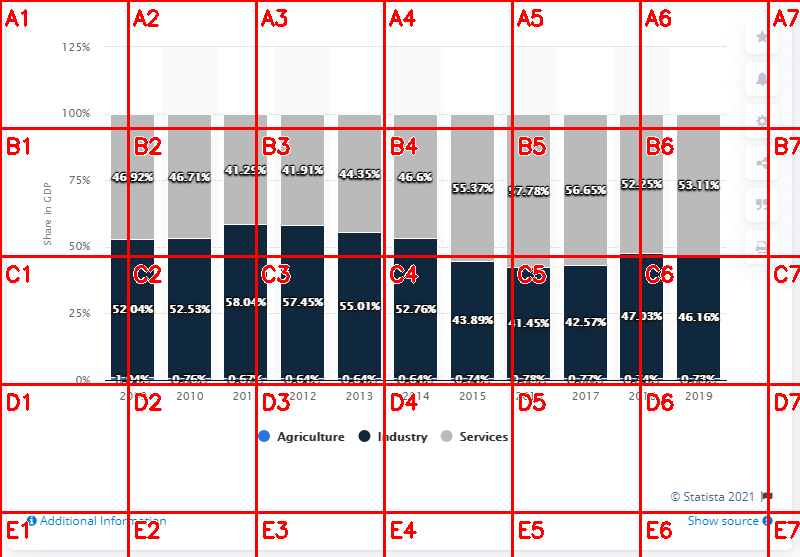 A1 A2 A3 A4 A5 A6 A7
125%
100%
B1 B2 B3 B4 B5 B6 B7
46.92% 46.71% 41.29% 41.91% 44.35% 46.6% 55.37% 57.78% 56.65% 52.25% 53.11%
75%
Share in GDP
50%
C1 C2 C3 C4 C5 C6 C7
52.04% 52.53% 58.04% 57.45% 55.01% 52.76% 43.89% 41.45% 42.57% 47.03% 46.16%
25%
0%
1.04% 0.76% 0.67% 0.64% 0.64% 0.64% 0.74% 0.78% 0.77% 0.74% 0.73%
2010 2012 2013 2014 2015 2017 2018 2019
D1 D2 D3 D4 D5 D6 D7
Agriculture Industry Services
© Statista 2021
Additional Information
Show source
E1 E2 E3 E4 E5 E6 E7